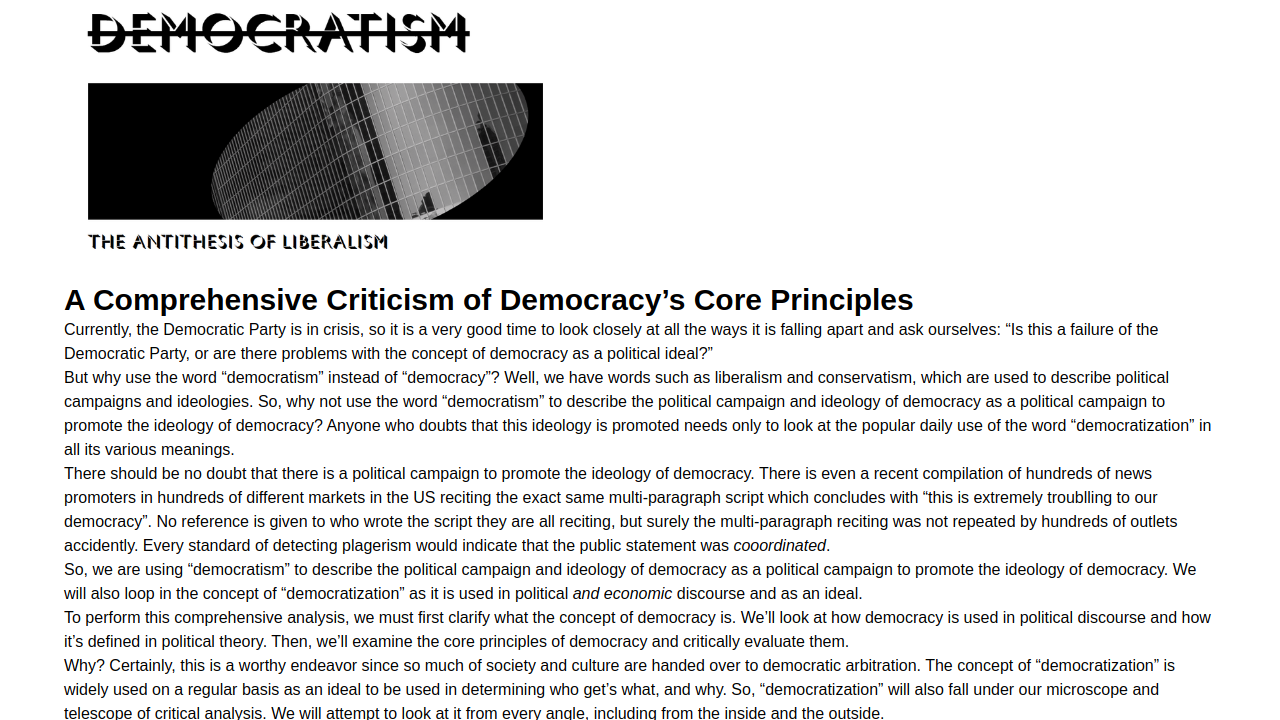 DEMOCRATISM
THE ANTITHESIS OF LIBERALISM
A Comprehensive Criticism of Democracy’s Core Principles
Currently, the Democratic Party is in crisis, so it is a very good time to look closely at all the ways it is falling apart and ask ourselves: “Is this a failure of the
Democratic Party, or are there problems with the concept of democracy as a political ideal?”
But why use the word “democratism” instead of “democracy”? Well, we have words such as liberalism and conservatism, which are used to describe political
campaigns and ideologies. So, why not use the word “democratism” to describe the political campaign and ideology of democracy as a political campaign to
promote the ideology of democracy? Anyone who doubts that this ideology is promoted needs only to look at the popular daily use of the word “democratization” in
all its various meanings.
There should be no doubt that there is a political campaign to promote the ideology of democracy. There is even a recent compilation of hundreds of news
promoters in hundreds of different markets in the US reciting the exact same multi-paragraph script which concludes with “this is extremely troublling to our
democracy”. No reference is given to who wrote the script they are all reciting, but surely the multi-paragraph reciting was not repeated by hundreds of outlets
accidently. Every standard of detecting plagerism would indicate that the public statement was cooordinated.
So, we are using “democratism” to describe the political campaign and ideology of democracy as a political campaign to promote the ideology of democracy. We
will also loop in the concept of “democratization” as it is used in political and economic discourse and as an ideal.
To perform this comprehensive analysis, we must first clarify what the concept of democracy is. We’ll look at how democracy is used in political discourse and how
it’s defined in political theory. Then, we’ll examine the core principles of democracy and critically evaluate them.
Why? Certainly, this is a worthy endeavor since so much of society and culture are handed over to democratic arbitration. The concept of “democratization” is
widely used on a regular basis as an ideal to be used in determining who get’s what, and why. So, “democratization” will also fall under our microscope and
telescope of critical analysis. We will attempt to look at it from every angle, including from the inside and the outside.